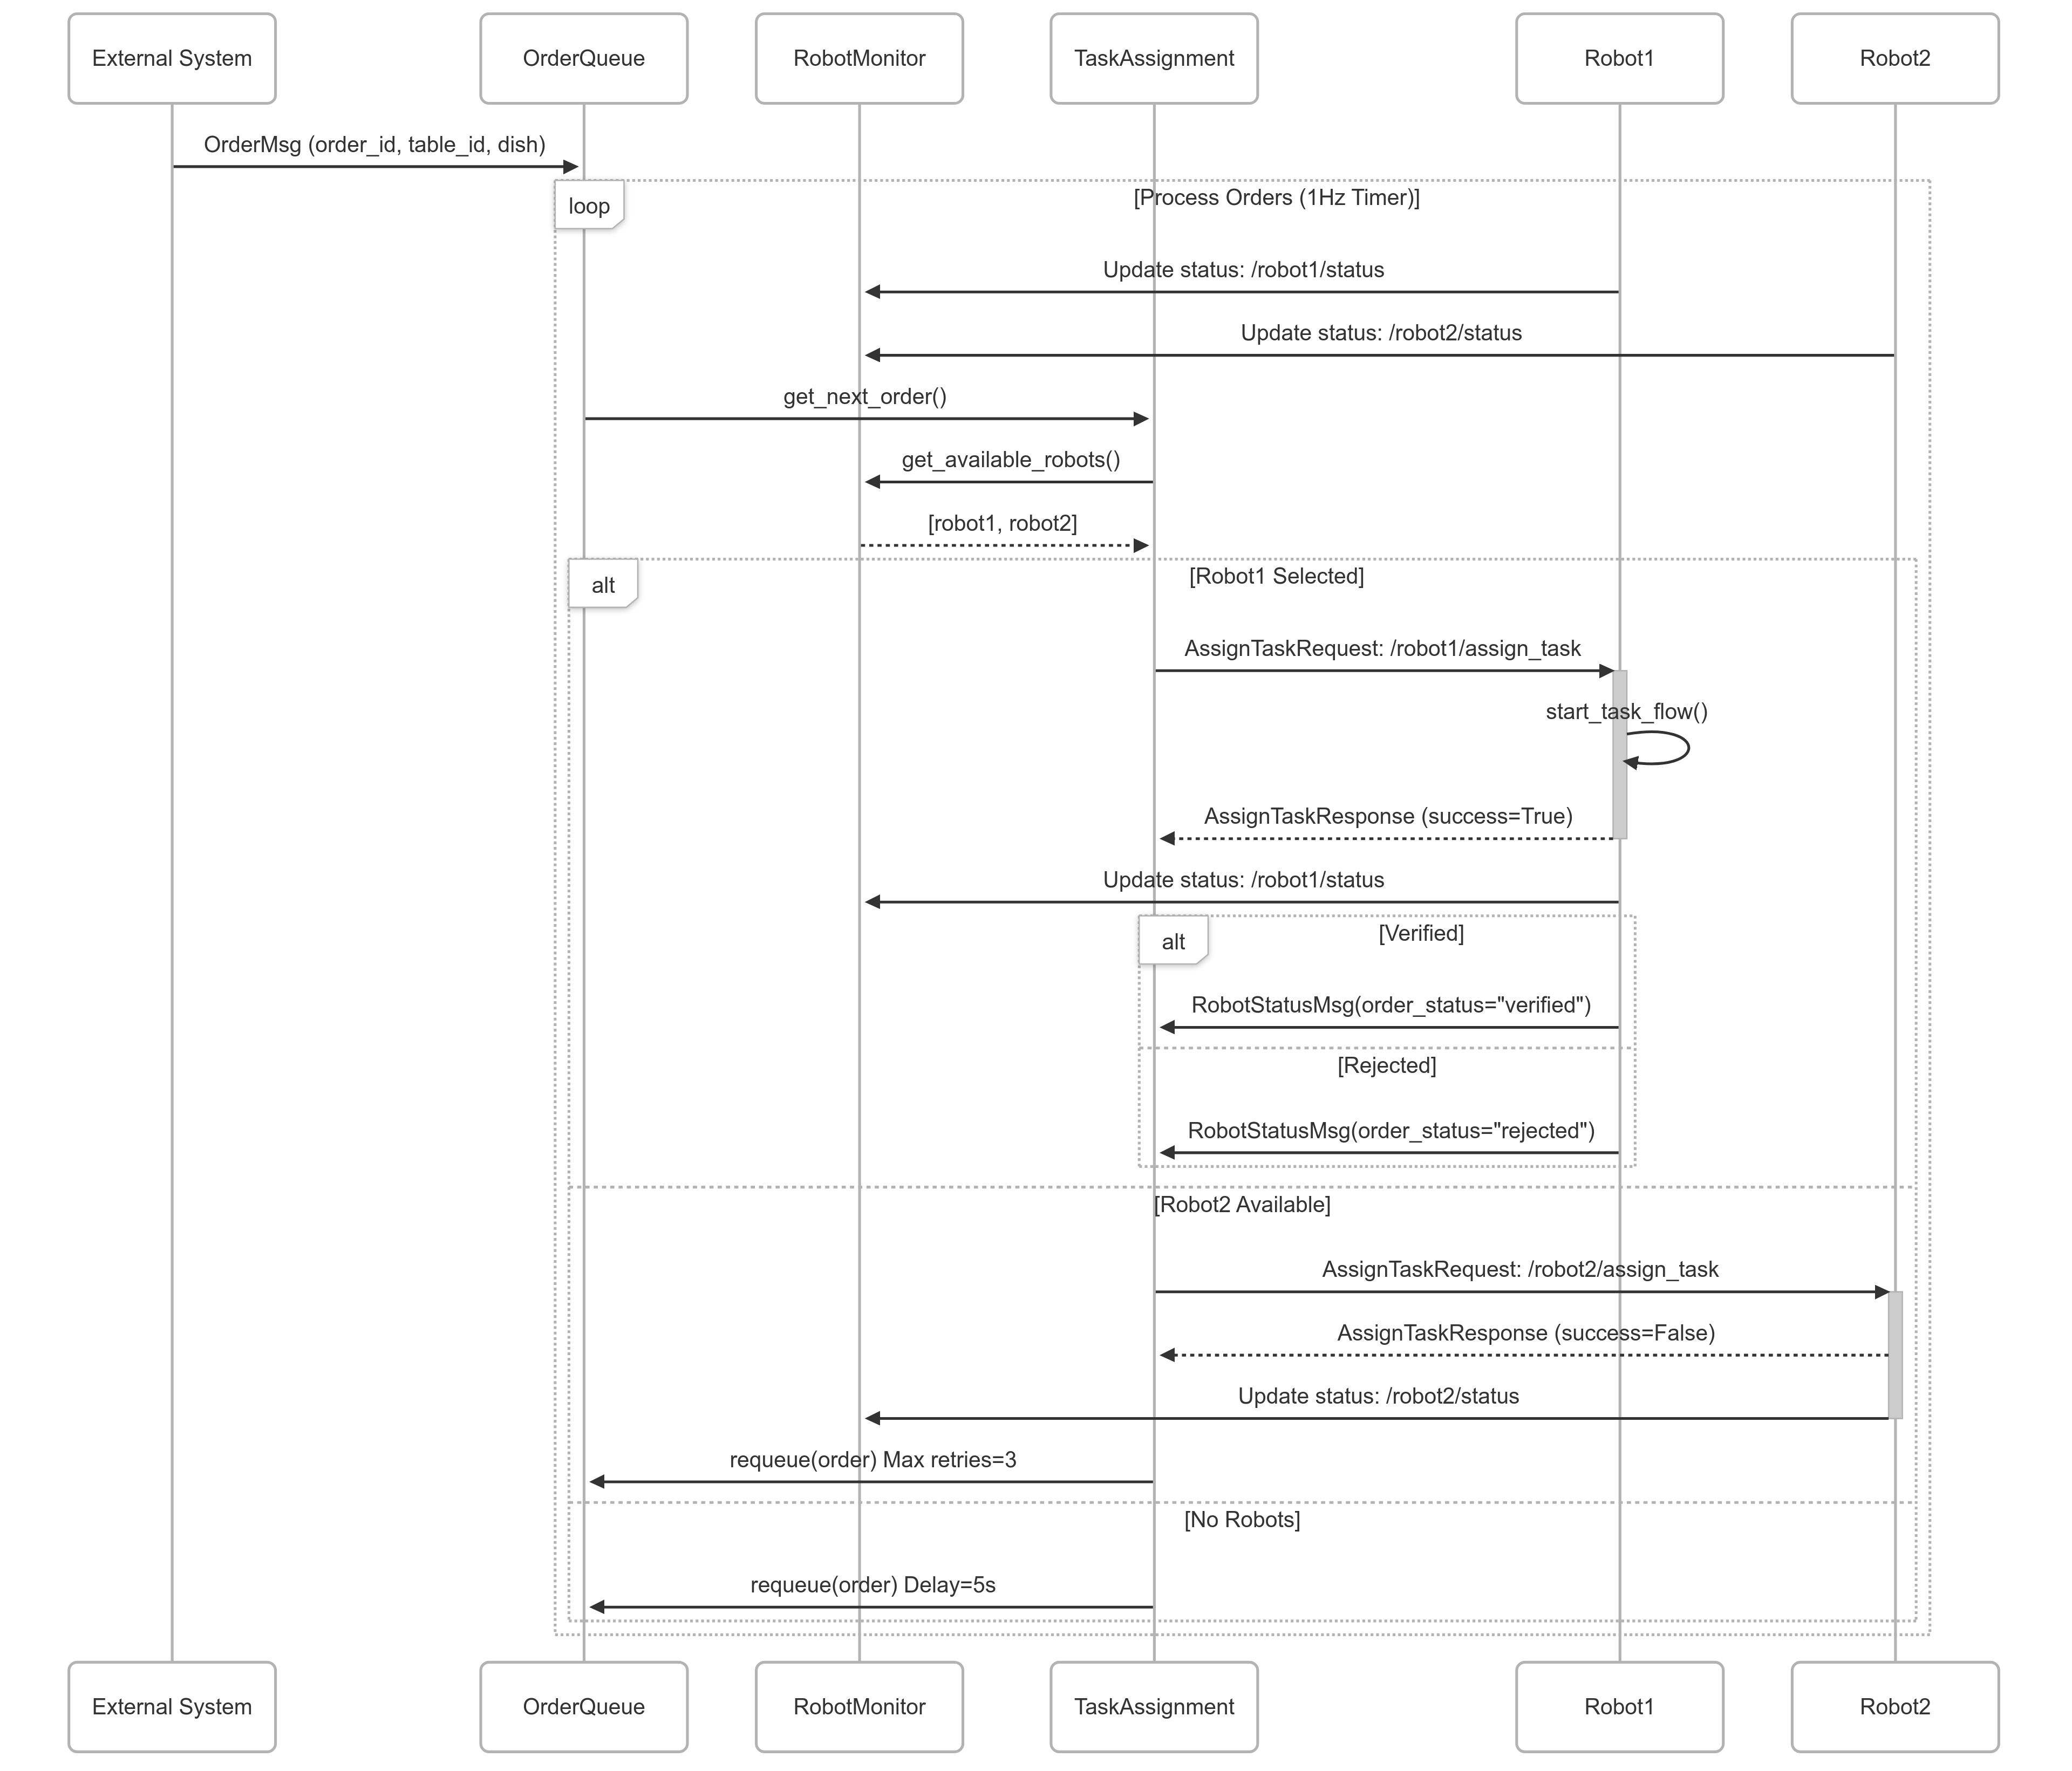 External System
OrderQueue
RobotMonitor
TaskAssignment
Robot1
Robot2
OrderMsg (order_id, table_id, dish)
loop
[Process Orders (1Hz Timer)]
Update status: /robot1/status
Update status: /robot2/status
get_next_order()
get_available_robots()
[robot1, robot2]
alt
[Robot1 Selected]
AssignTaskRequest: /robot1/assign_task
start_task_flow()
AssignTaskResponse (success=True)
Update status: /robot1/status
alt
[Verified]
RobotStatusMsg(order_status="verified")
[Rejected]
RobotStatusMsg(order_status="rejected")
[Robot2 Available]
AssignTaskRequest: /robot2/assign_task
AssignTaskResponse (success=False)
Update status: /robot2/status
requeue(order) Max retries=3
[No Robots]
requeue(order) Delay=5s
External System
OrderQueue
RobotMonitor
TaskAssignment
Robot1
Robot2